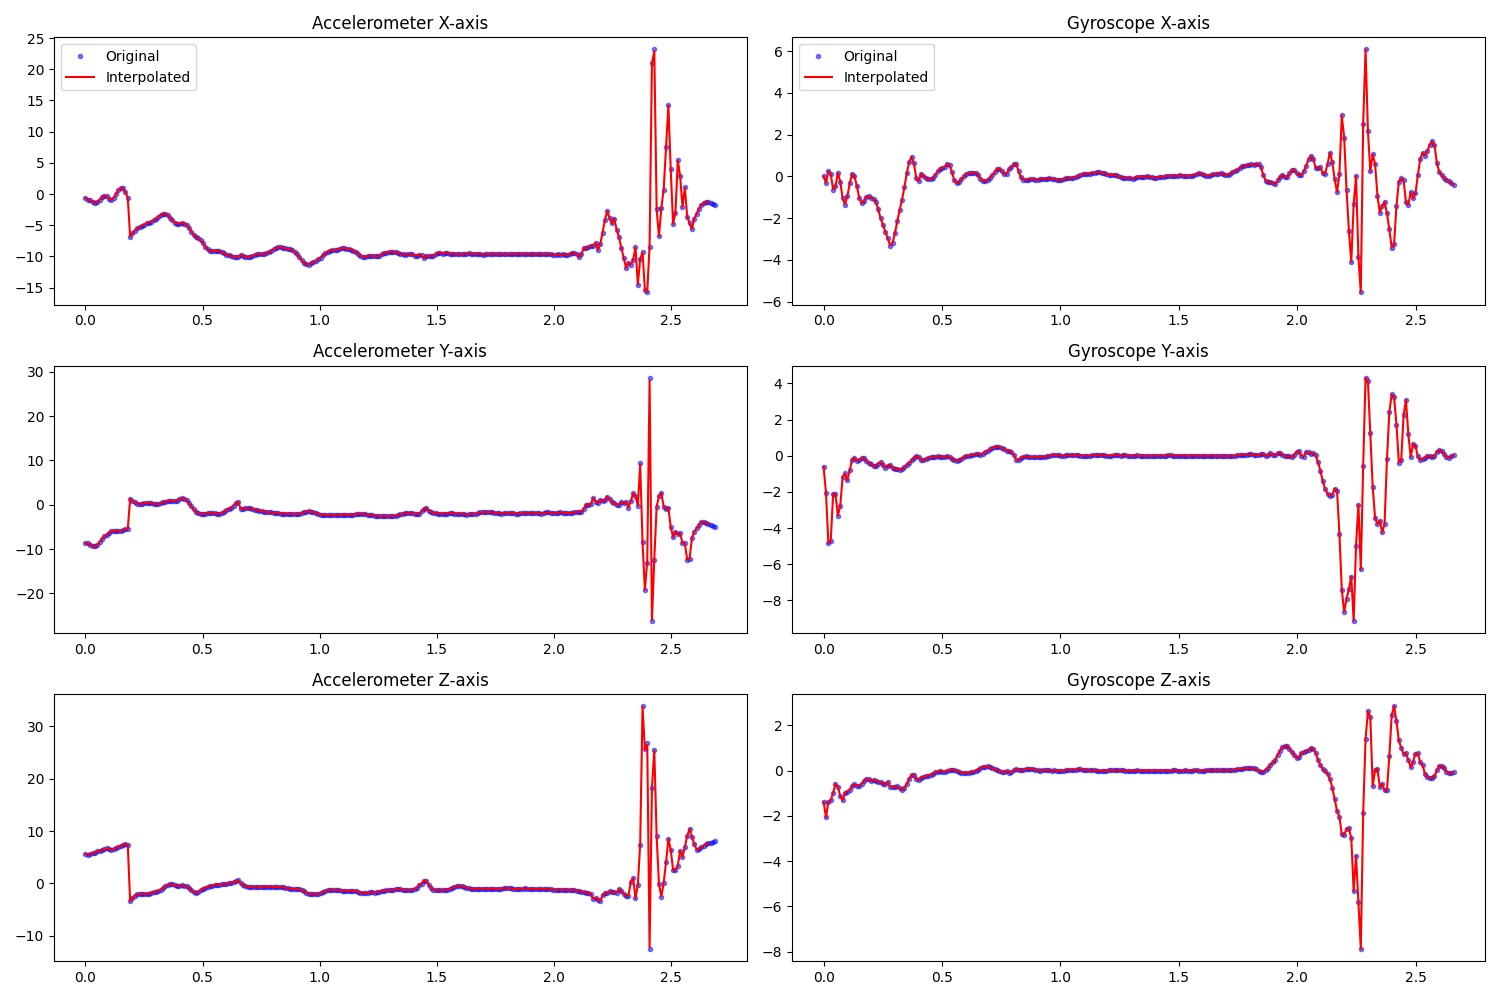 Accelerometer X-axis
Original
Interpolated
25
20
15
10
5
0
−5
−10
−15
0.0 0.5 1.0 1.5 2.0 2.5
Gyroscope X-axis
Original
Interpolated
6
4
2
0
−2
−4
−6
0.0 0.5 1.0 1.5 2.0 2.5
Accelerometer Y-axis
30
20
10
0
−10
−20
0.0 0.5 1.0 1.5 2.0 2.5
Gyroscope Y-axis
4
2
0
−2
−4
−6
−8
0.0 0.5 1.0 1.5 2.0 2.5
Accelerometer Z-axis
30
20
10
0
−10
0.0 0.5 1.0 1.5 2.0 2.5
Gyroscope Z-axis
2
0
−2
−4
−6
−8
0.0 0.5 1.0 1.5 2.0 2.5